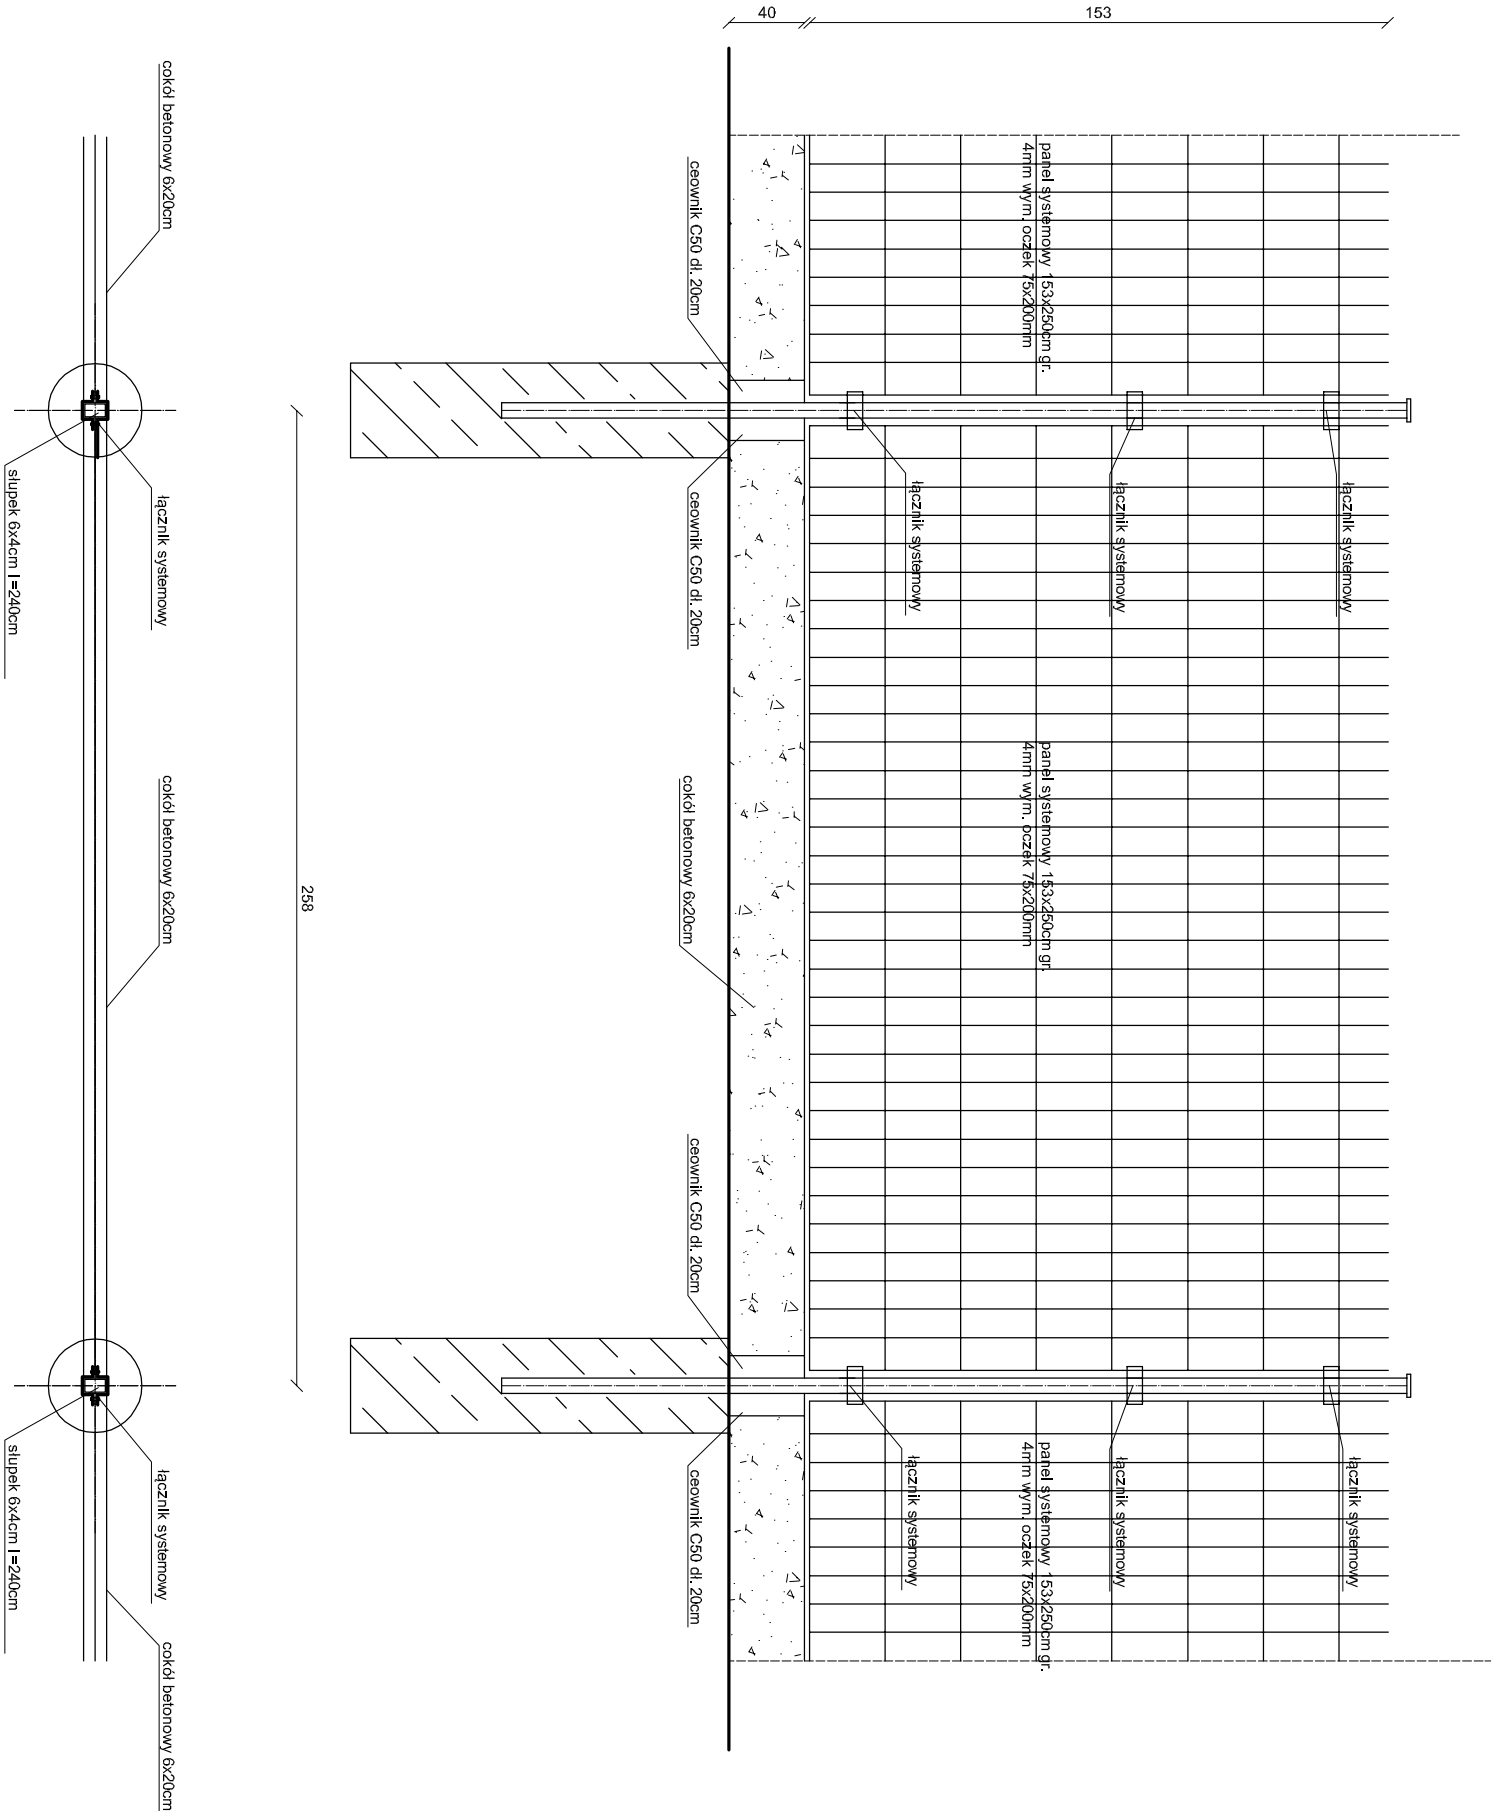 40
153
łącznik systemowy
łącznik systemowy
łącznik systemowy
łącznik systemowy
łącznik systemowy
łącznik systemowy
panel systemowy 153x250cm gr.
4mm wym. oczek 75x200mm
panel systemowy 153x250cm gr.
4mm wym. oczek 75x200mm
panel systemowy 153x250cm gr.
4mm wym. oczek 75x200mm
ceownik C50 dł. 20cm
ceownik C50 dł. 20cm
cokół betonowy 6x20cm
ceownik C50 dł. 20cm
ceownik C50 dł. 20cm
258
cokół betonowy 6x20cm
łącznik systemowy
cokół betonowy 6x20cm
łącznik systemowy
cokół betonowy 6x20cm
słupek 6x4cm l=240cm
słupek 6x4cm l=240cm